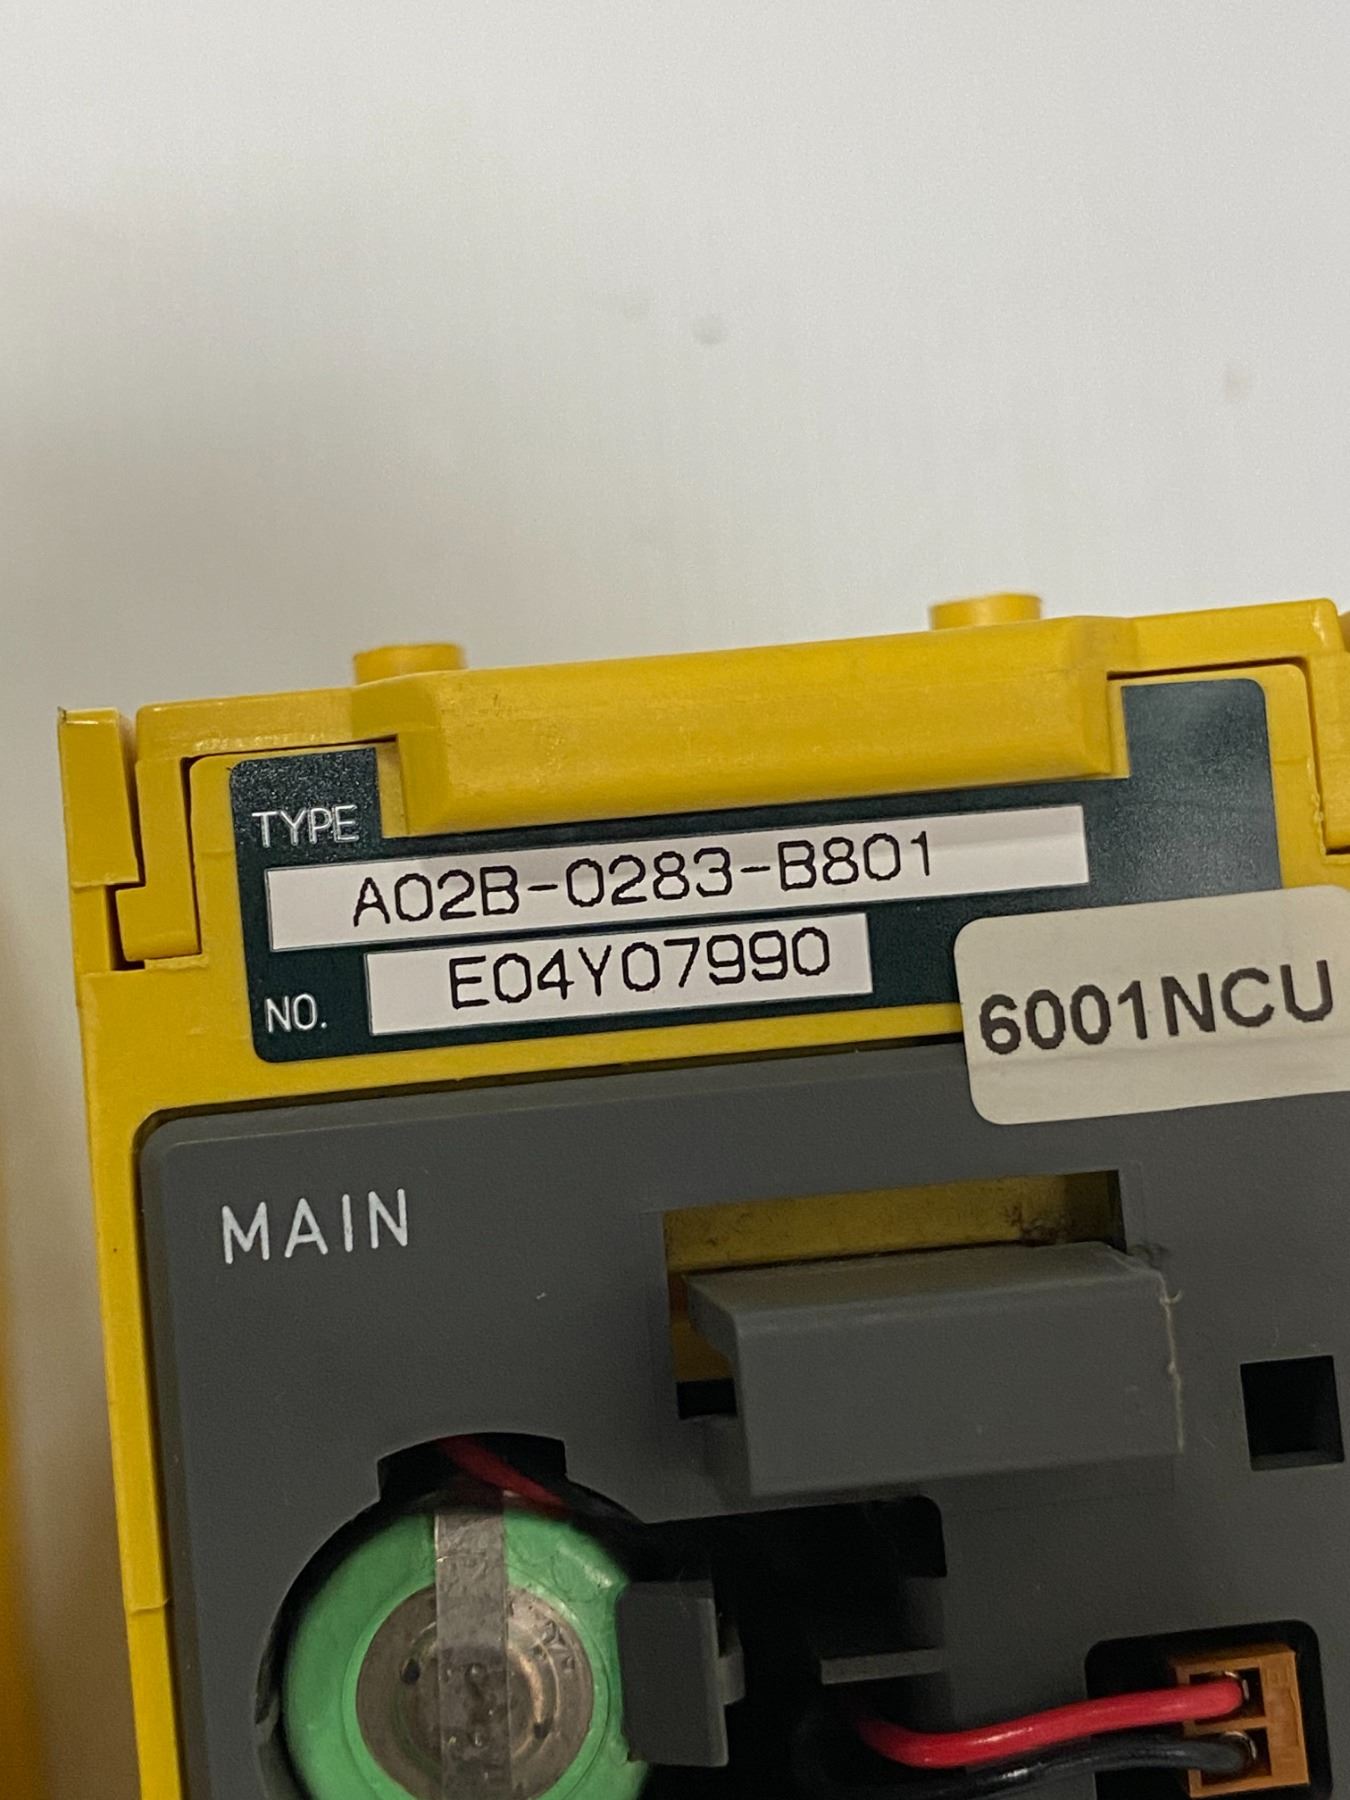 TYPE
A02B-0283-B801
NO.
E04Y07990
6001NCU
MAIN